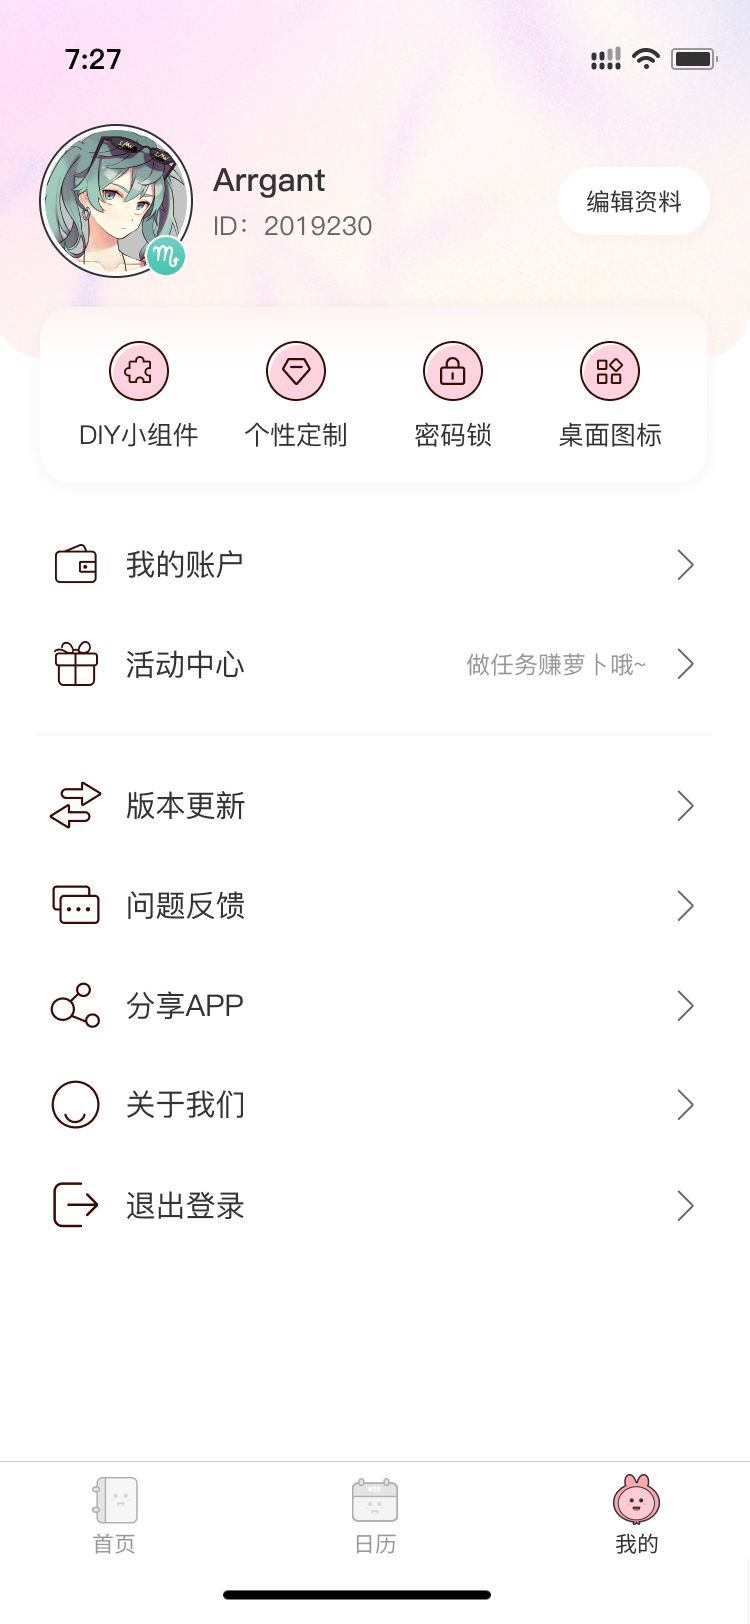 7:27
Arrgant
ID：2019230
编辑资料
DIY小组件
个性定制
密码锁
桌面图标
我的账户
活动中心
做任务赚萝卜哦~
版本更新
问题反馈
分享APP
关于我们
退出登录
首页
日历
我的